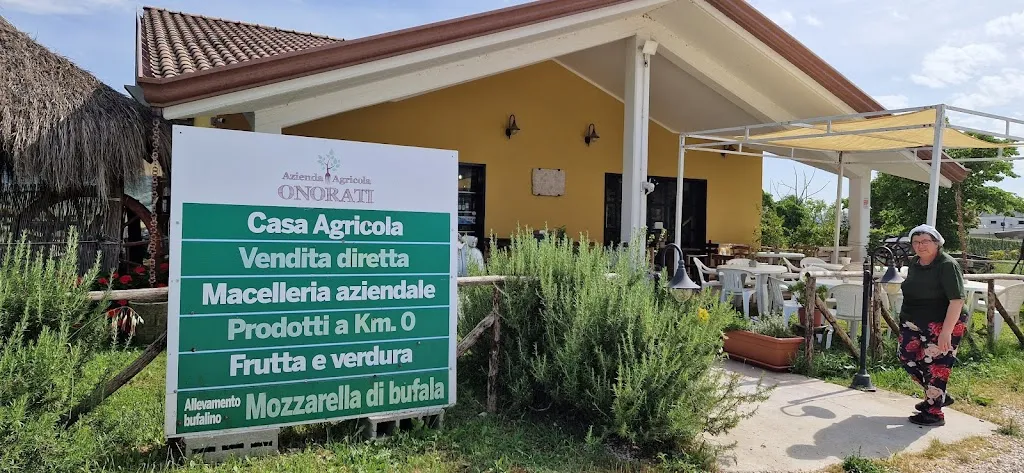 Azienda Agricola
ONORATI
Casa Agricola
Vendita diretta
Macelleria aziendale
Prodotti a Km. 0
Frutta e verdura
Allevamento
bufalino
Mozzarella di bufala